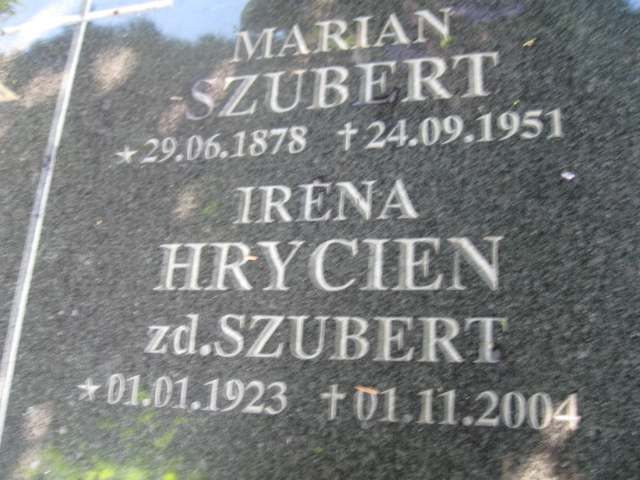 MARIAN
SZUBERT
★29.06.1878 ✝24.09.1951
IRENA
HRYCIEN
zd.SZUBERT
★01.01.1923 ✝01.11.2004